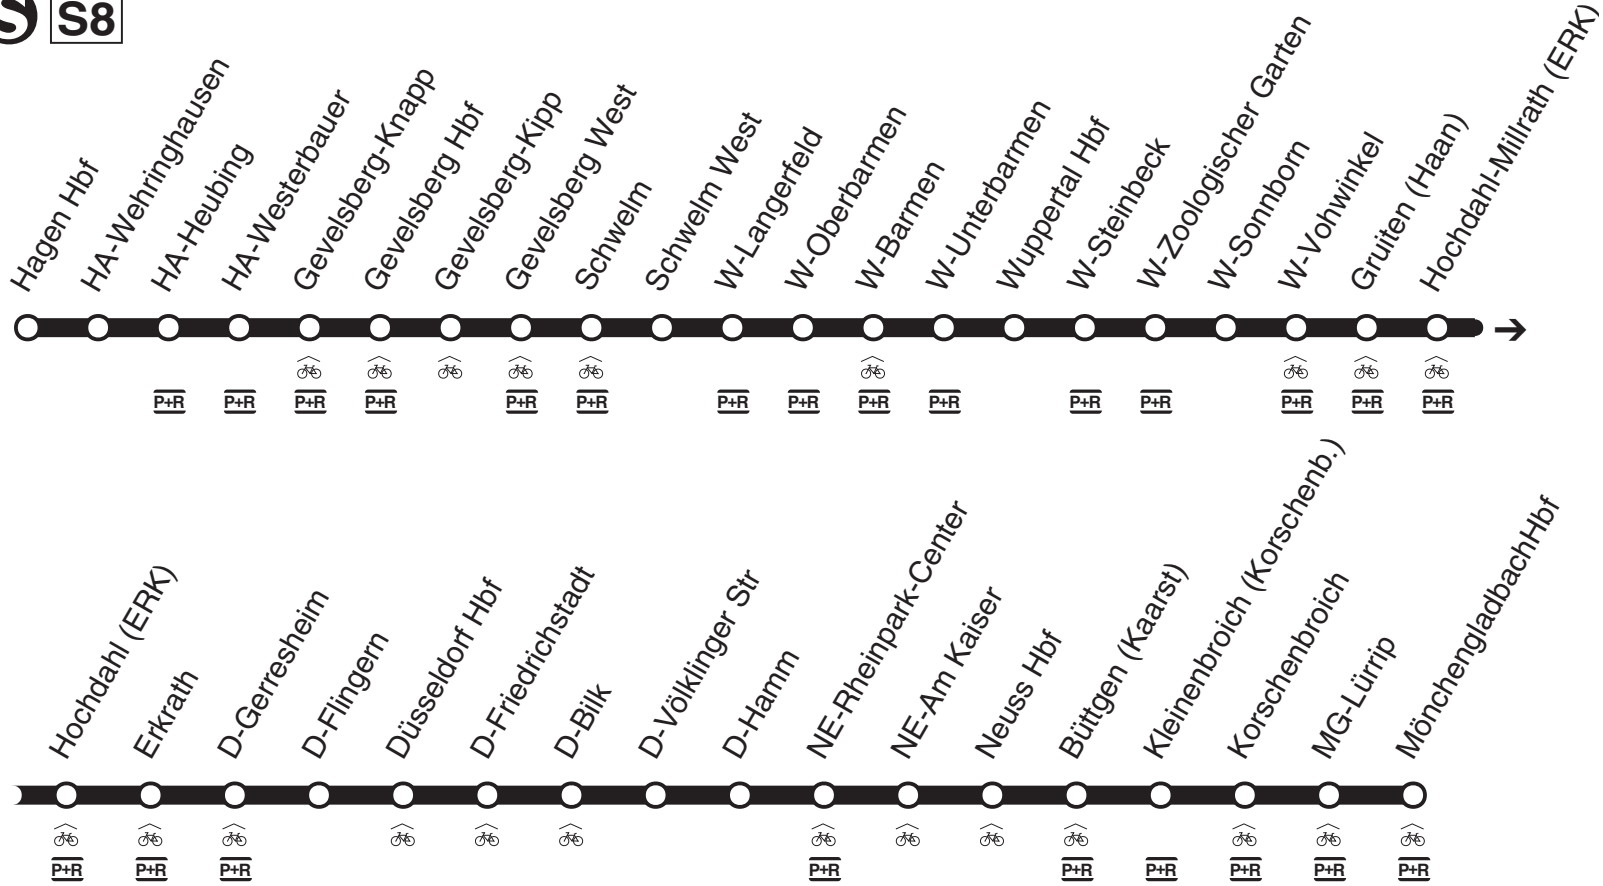 S S8
Hagen Hbf
HA-Wehringhausen
HA-Heubing
HA-Westerbauer
Gevelsberg-Knapp
Gevelsberg Hbf
Gevelsberg-Kipp
Gevelsberg West
Schwelm
Schwelm West
W-Langerfeld
W-Oberbarmen
W-Barmen
W-Unterbarmen
Wuppertal Hbf
W-Steinbeck
W-Zoologischer Garten
W-Sonnborn
W-Vohwinkel
Gruiten (Haan)
Hochdahl-Millrath (ERK)
P+R P+R P+R P+R P+R P+R P+R P+R P+R P+R P+R P+R P+R P+R P+R
Hochdahl (ERK)
Erkrath
D-Gerresheim
D-Flingern
Düsseldorf Hbf
D-Friedrichstadt
D-Bilk
D-Völklinger Str
D-Hamm
NE-Rheinpark-Center
NE-Am Kaiser
Neuss Hbf
Büttgen (Kaarst)
Kleinenbroich (Korschenb.)
Korschenbroich
MG-Lürrip
MönchengladbachHbf
P+R P+R P+R P+R P+R P+R P+R P+R P+R